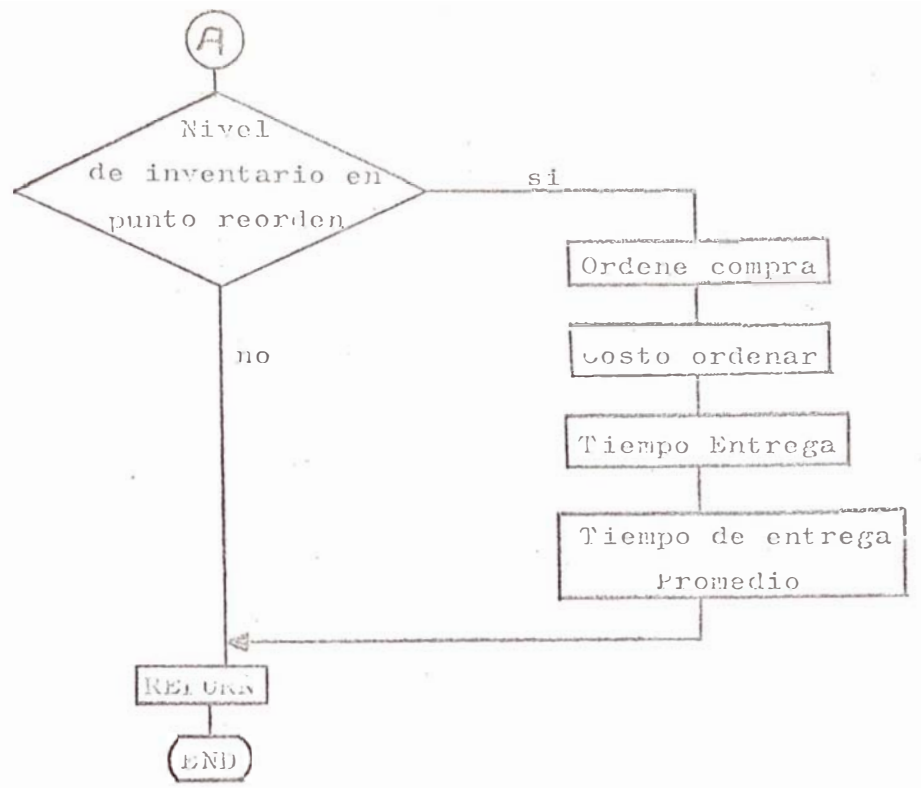 A
Nivel
de inventario en
punto reorden
si
no
Ordene compra
Costo ordenar
Tiempo Entrega
Tiempo de entrega
Promedio
RETURN
END